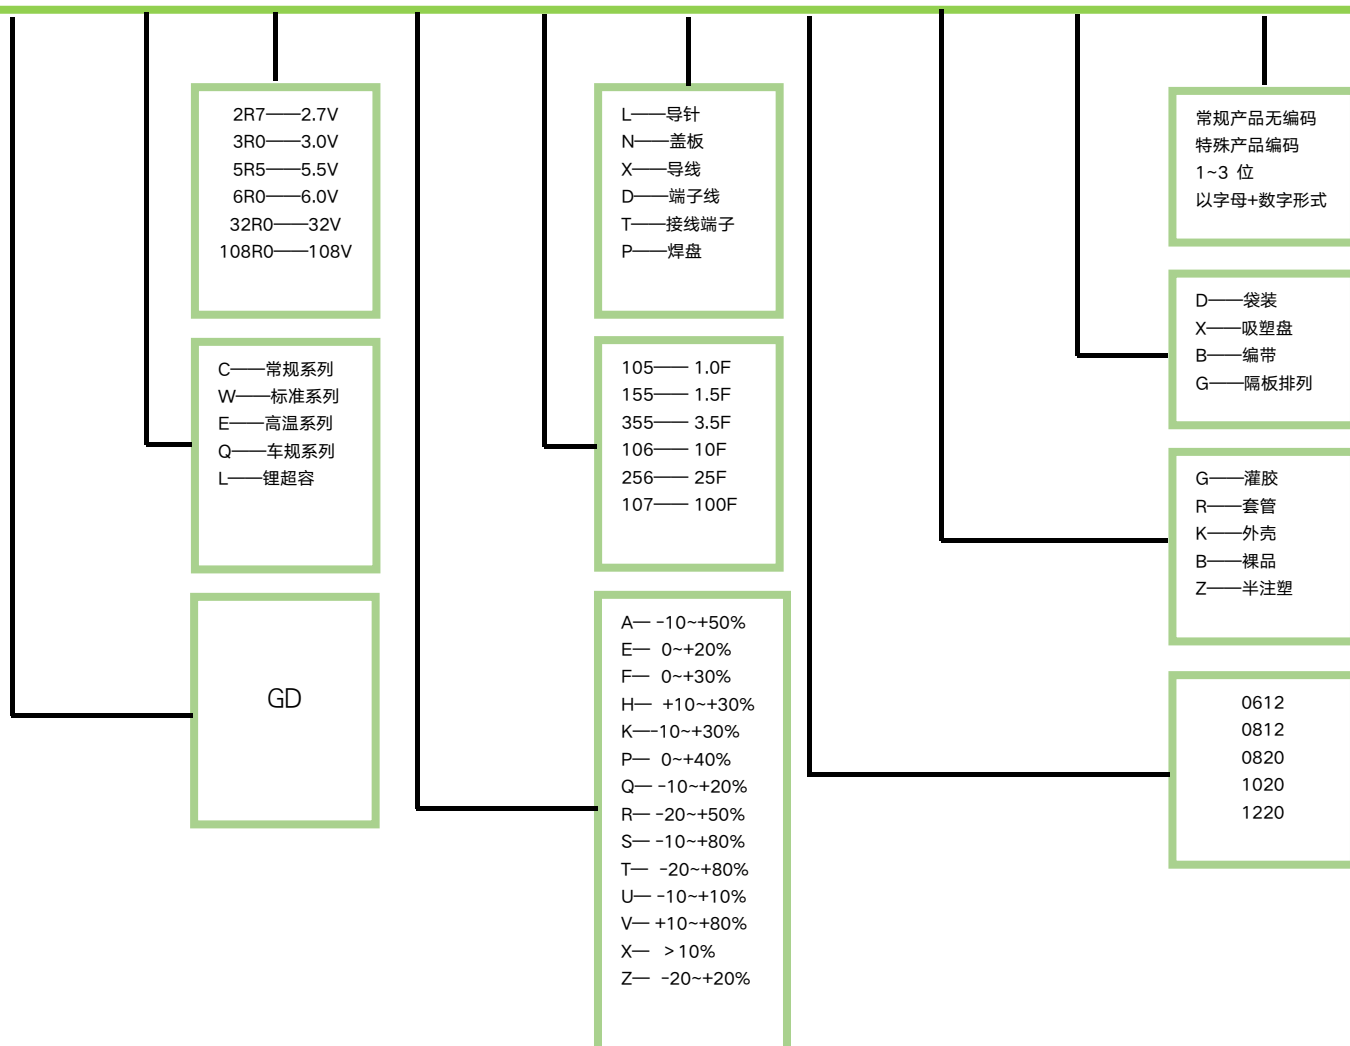 2R7——2.7V
3R0——3.0V
5R5——5.5V
6R0——6.0V
32R0——32V
108R0——108V
C——常规系列
W——标准系列
E——高温系列
Q——车规系列
L——锂超容
GD
L——导针
N——盖板
X——导线
D——端子线
T——接线端子
P——焊盘
105—— 1.0F
155—— 1.5F
355—— 3.5F
106—— 10F
256—— 25F
107—— 100F
A— -10~+50%
E— 0~+20%
F— 0~+30%
H— +10~+30%
K—-10~+30%
P— 0~+40%
Q— -10~+20%
R— -20~+50%
S— -10~+80%
T— -20~+80%
U— -10~+10%
V— +10~+80%
X— >10%
Z— -20~+20%
常规产品无编码
特殊产品编码
1~3 位
以字母+数字形式
D——袋装
X——吸塑盘
B——编带
G——隔板排列
G——灌胶
R——套管
K——外壳
B——裸品
Z——半注塑
0612
0812
0820
1020
1220